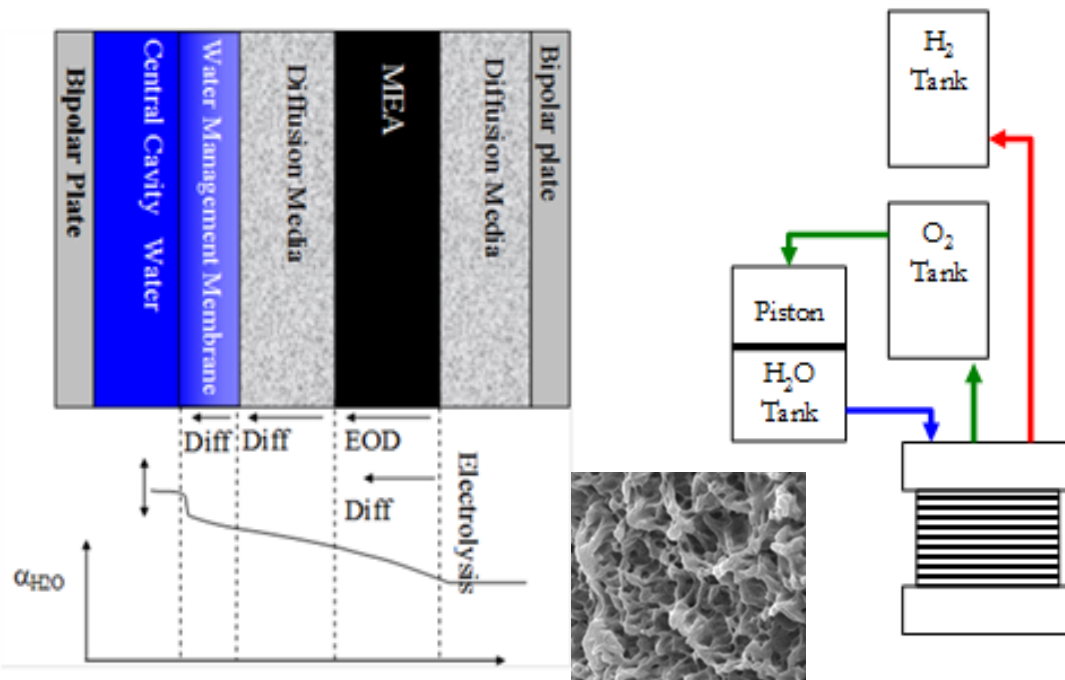 Bipolar Plate
Central Cavity Water
Water Management Membrane
Diffusion Media
MEA
Diffusion Media
Bipolar plate
Diff
Diff
EOD
Diff
Electrolysis
αH2O
H₂
Tank
O₂
Tank
Piston
H₂O
Tank